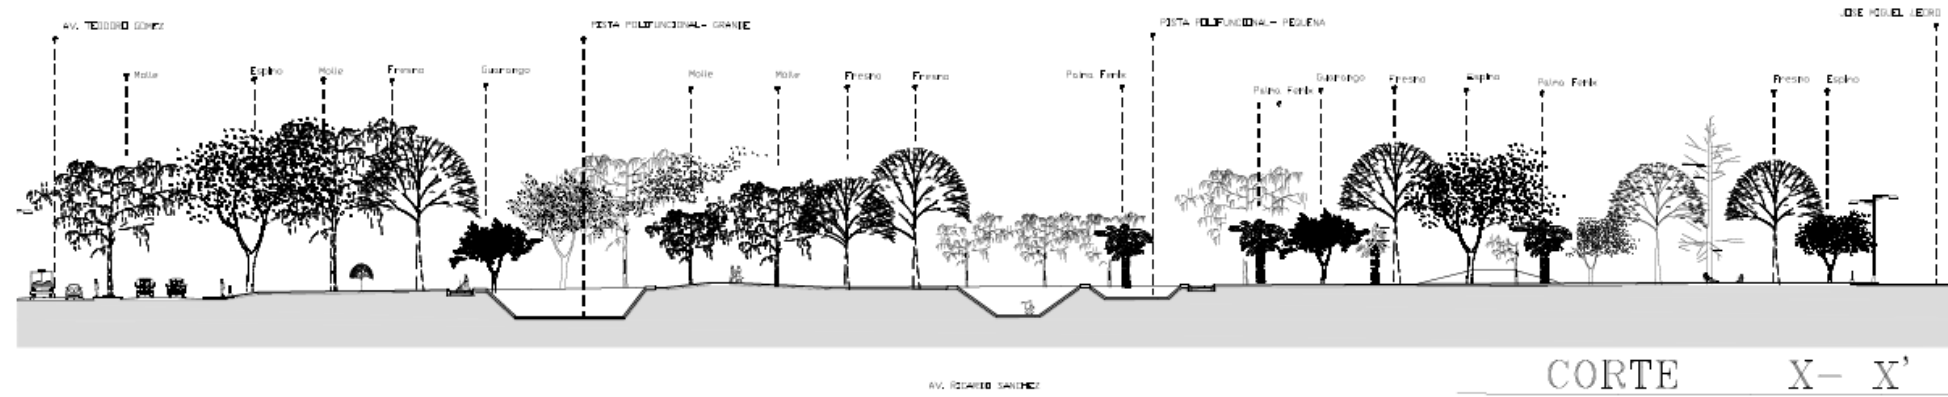 AV. TEODORO GOMEZ
PISTA POLIFUNCIONAL- GRANDE
PISTA POLIFUNCIONAL- PEQUEÑA
JOSE MIGUEL LEORO
Molle
Espino
Molle
Fresno
Guarango
Molle
Molle
Fresno
Fresno
Palma Fenix
Palma Fenix
Guarango
Fresno
Espino
Palma Fenix
Fresno
Espino
CORTE X- X'
AV. RICARDO SANCHEZ